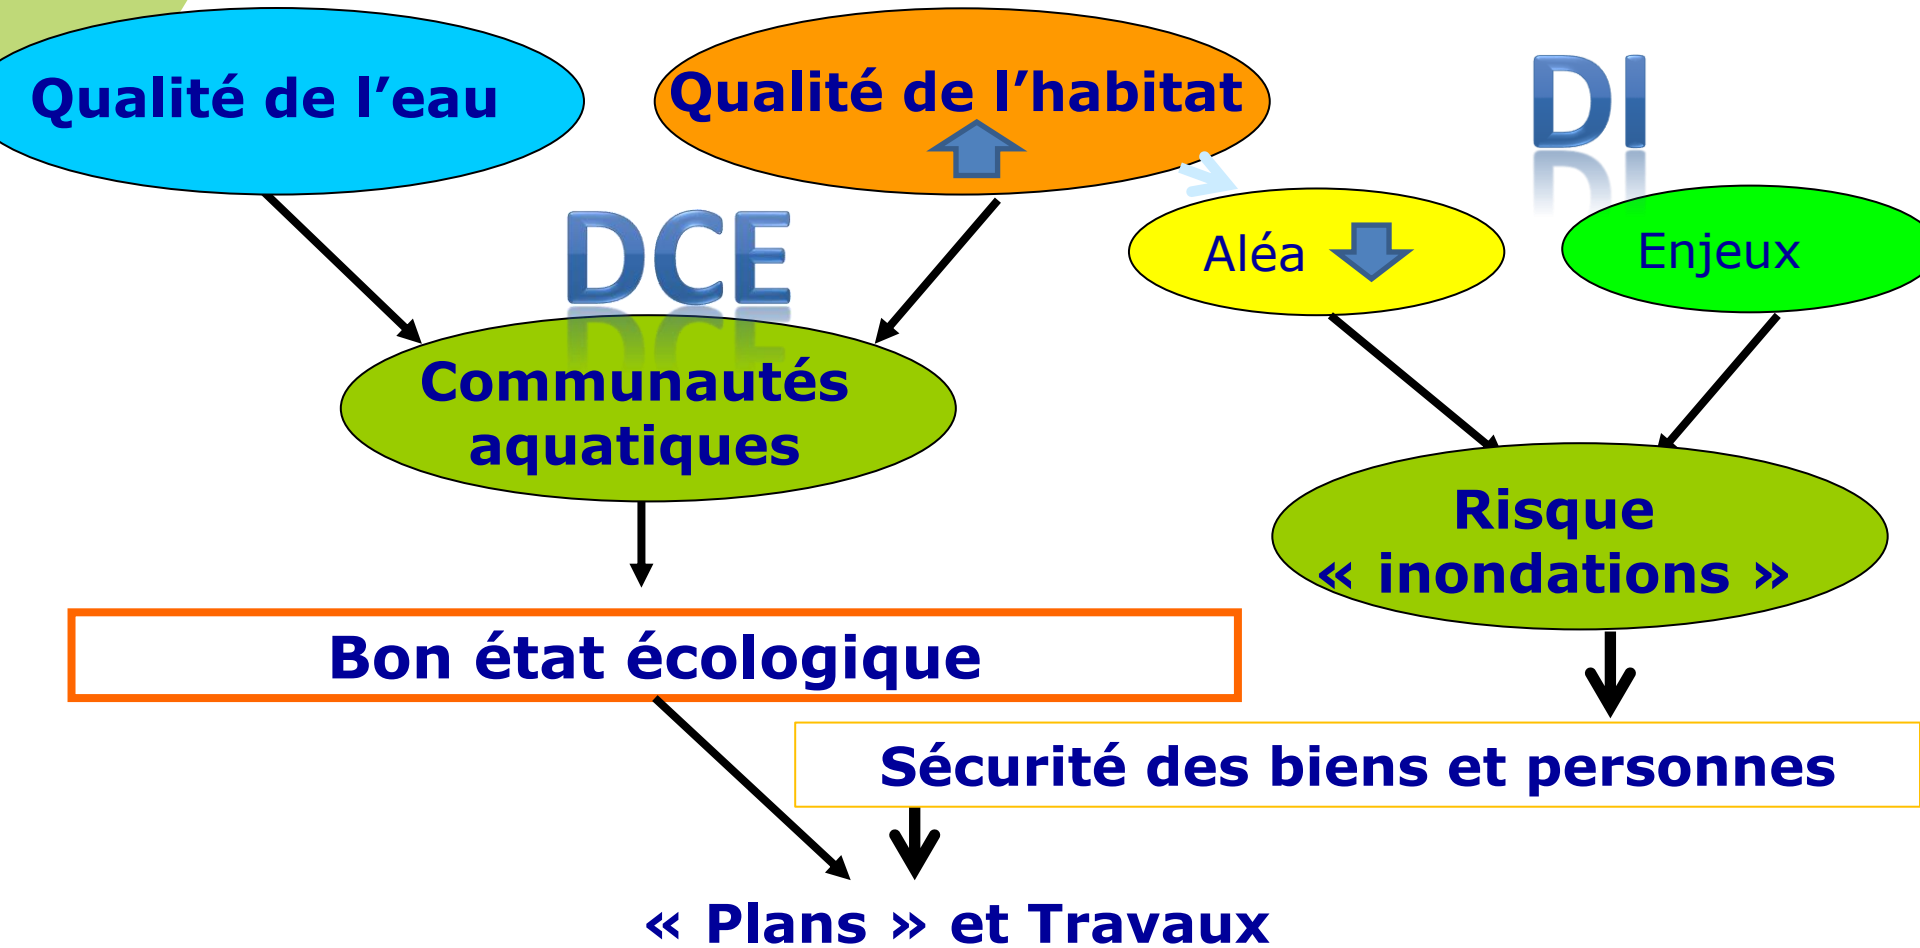 Qualité de l’eau
Qualité de l’habitat
DI
DCE
Aléa
Enjeux
Communautés
aquatiques
Risque
« inondations »
Bon état écologique
Sécurité des biens et personnes
« Plans » et Travaux